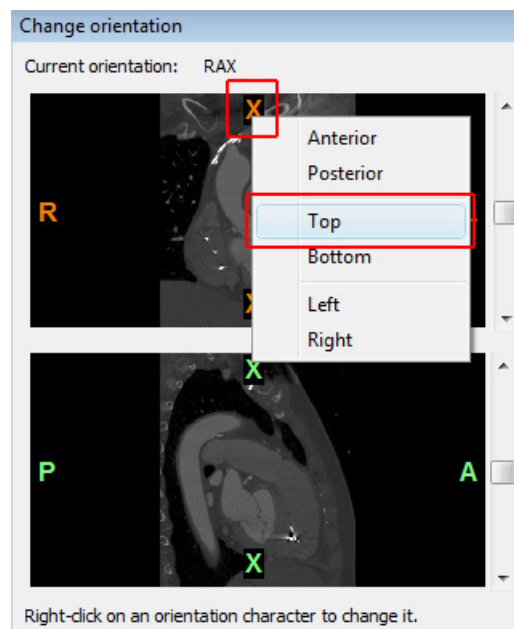 Change orientation
Current orientation: RAX
X
Anterior
Posterior
R
Top
Bottom
Left
Right
X
P
A
X
Right-click on an orientation character to change it.